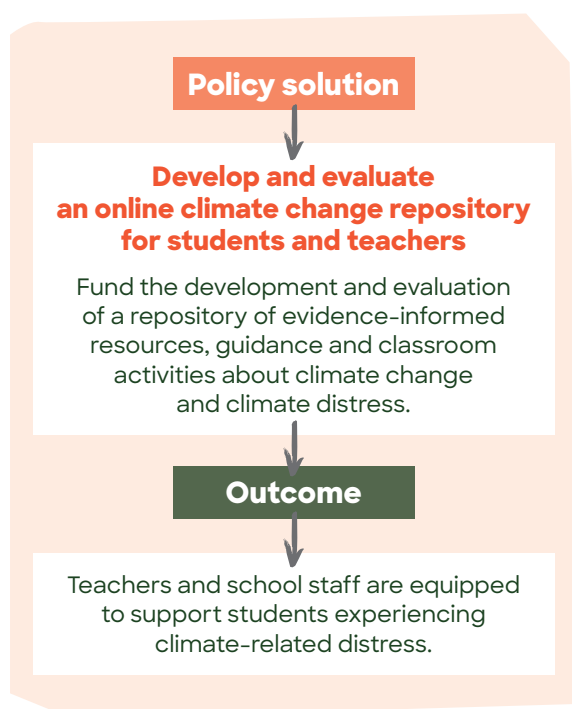 Policy solution
Develop and evaluate
an online climate change repository
for students and teachers
Fund the development and evaluation
of a repository of evidence-informed
resources, guidance and classroom
activities about climate change
and climate distress.
Outcome
Teachers and school staff are equipped
to support students experiencing
climate-related distress.